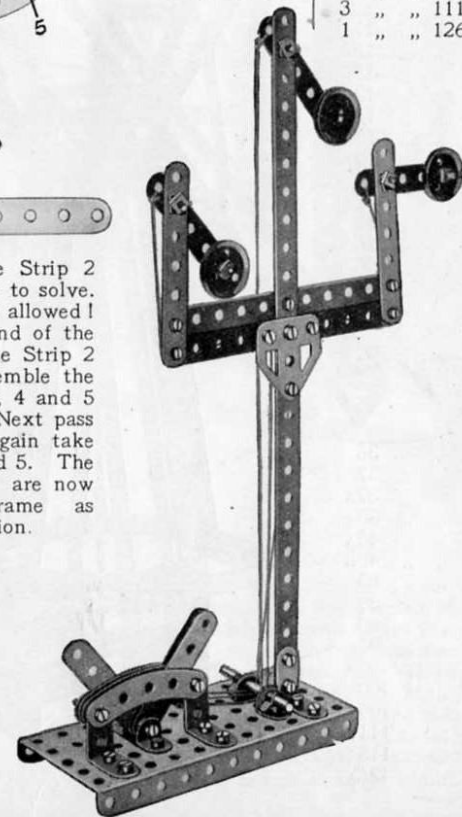 5
3 „ „ 111
1 „ „ 126
e Strip 2
to solve.
allowed !
nd of the
e Strip 2
emble the
4 and 5
Next pass
gain take
d 5. The
are now
rame as
ion.